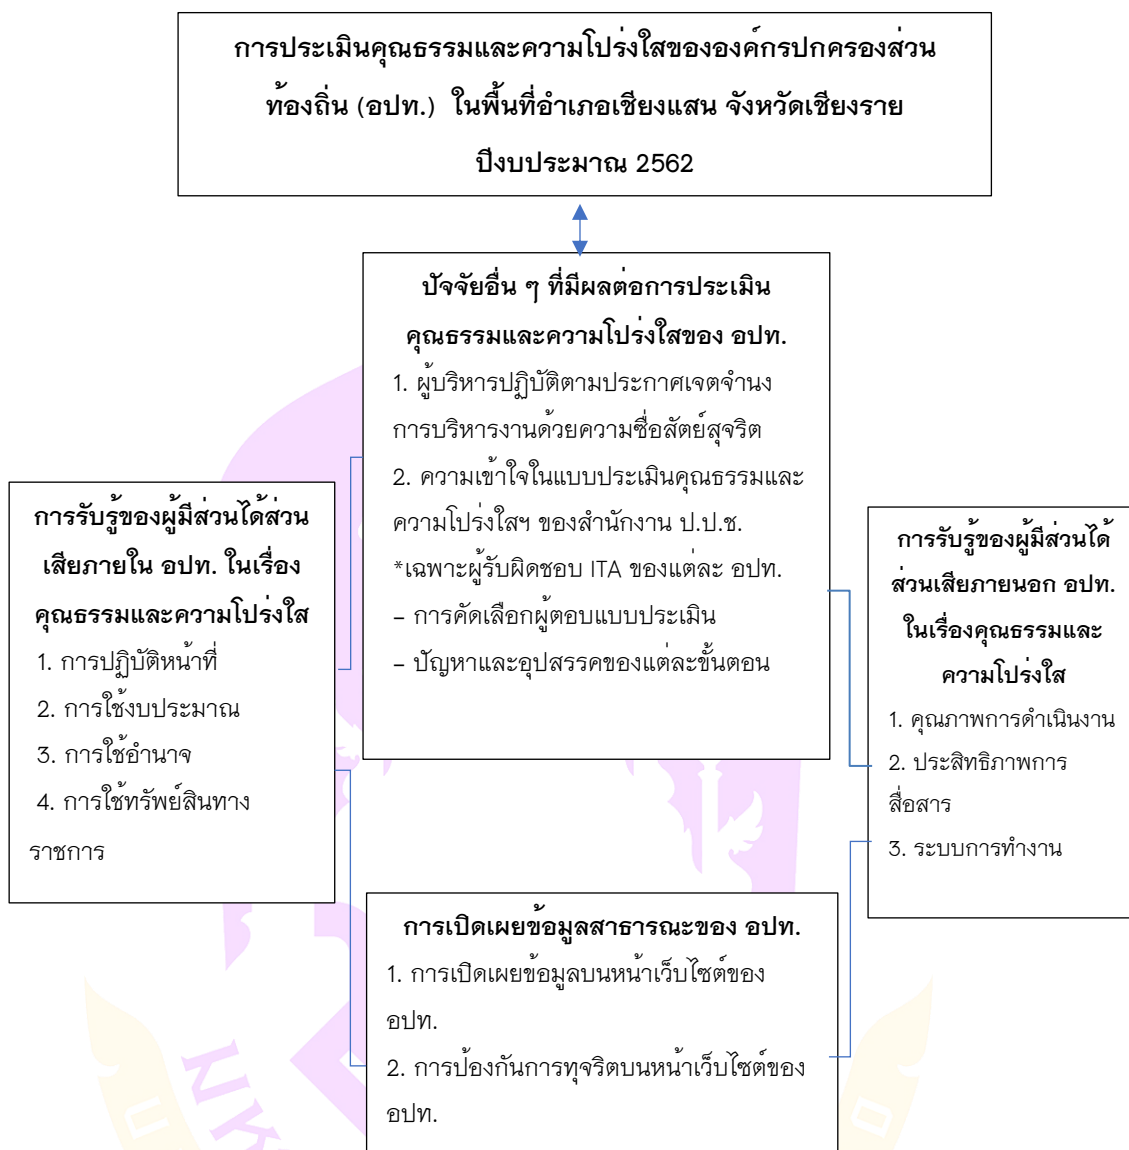 การประเมินคุณธรรมและความโปร่งใสขององค์กรปกครองส่วน
ท้องถิ่น (อปท.) ในพื้นที่อำเภอเชียงแสน จังหวัดเชียงราย
ปีงบประมาณ 2562
ปัจจัยอื่น ๆ ที่มีผลต่อการประเมิน
คุณธรรมและความโปร่งใสของ อปท.
1. ผู้บริหารปฏิบัติตามประกาศเจตจำนง
การบริหารงานด้วยความซื่อสัตย์สุจริต
2. ความเข้าใจในแบบประเมินคุณธรรมและ
ความโปร่งใสฯ ของสำนักงาน ป.ป.ช.
*เฉพาะผู้รับผิดชอบ ITA ของแต่ละ อปท.
– การคัดเลือกผู้ตอบแบบประเมิน
– ปัญหาและอุปสรรคของแต่ละขั้นตอน
การรับรู้ของผู้มีส่วนได้ส่วน
เสียภายใน อปท. ในเรื่อง
คุณธรรมและความโปร่งใส
1. การปฏิบัติหน้าที่
2. การใช้งบประมาณ
3. การใช้อำนาจ
4. การใช้ทรัพย์สินทาง
ราชการ
การรับรู้ของผู้มีส่วนได้
ส่วนเสียภายนอก อปท.
ในเรื่องคุณธรรมและ
ความโปร่งใส
1. คุณภาพการดำเนินงาน
2. ประสิทธิภาพการ
สื่อสาร
3. ระบบการทำงาน
การเปิดเผยข้อมูลสาธารณะของ อปท.
1. การเปิดเผยข้อมูลบนหน้าเว็บไซต์ของ
อปท.
2. การป้องกันการทุจริตบนหน้าเว็บไซต์ของ
อปท.